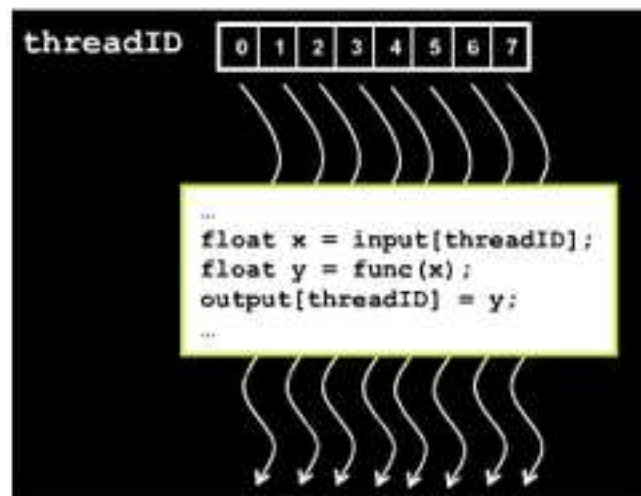 threadID 0 1 2 3 4 5 6 7
…
float x = input[threadID];
float y = func(x);
output[threadID] = y;
…